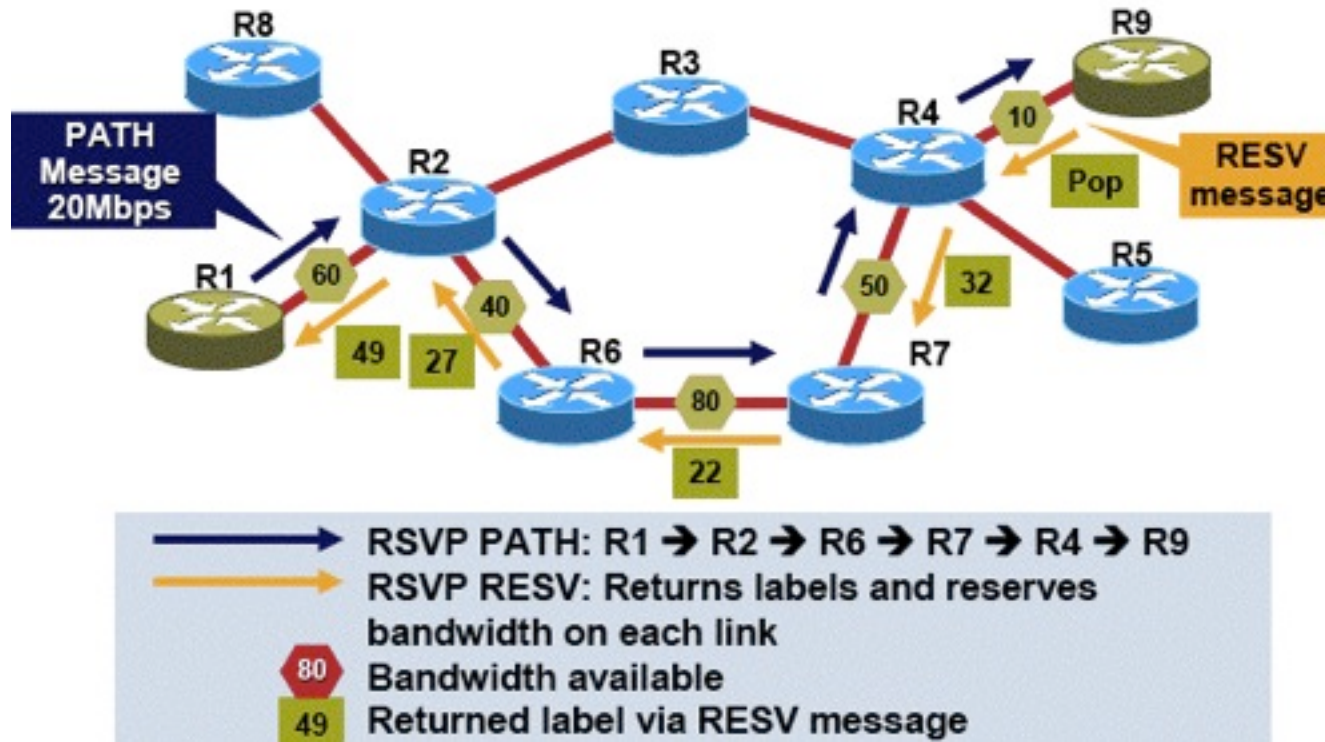 R8
R9
R3
R4
PATH
Message
20Mbps
R2
10
RESV
message
Pop
R1
60
40
50
32
R5
49
27
R6
R7
80
22
RSVP PATH: R1 ➔ R2 ➔ R6 ➔ R7 ➔ R4 ➔ R9
RSVP RESV: Returns labels and reserves
bandwidth on each link
80 Bandwidth available
49 Returned label via RESV message